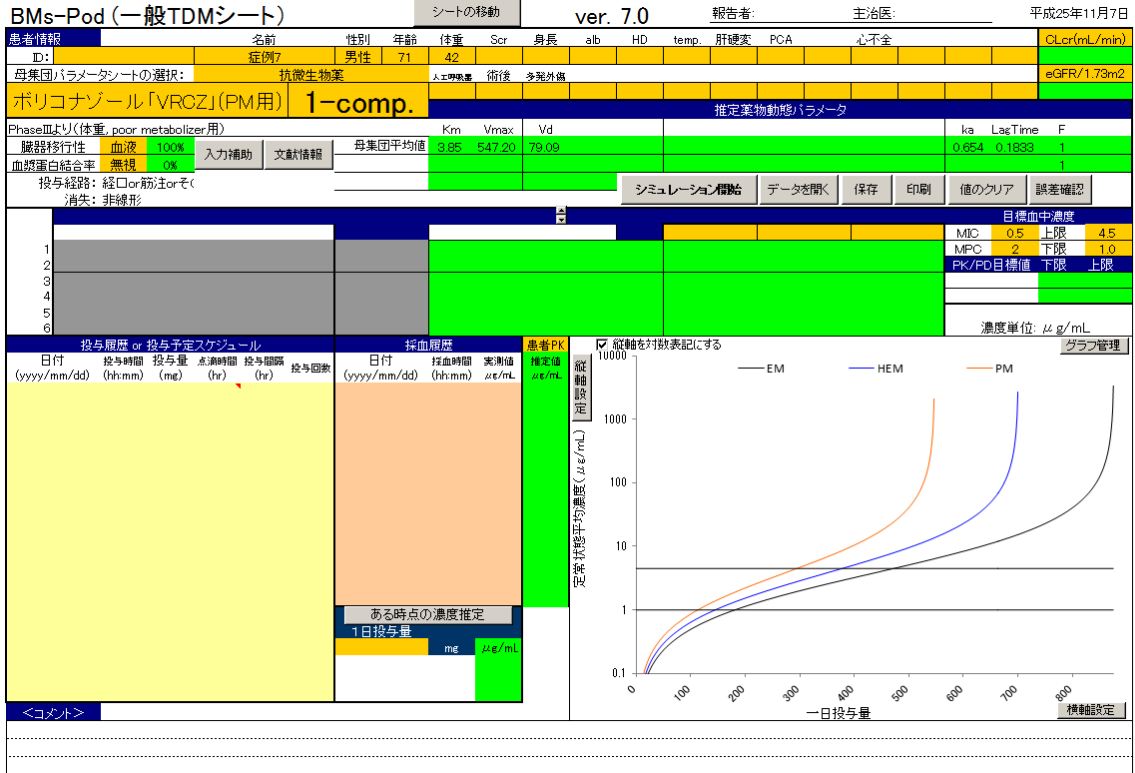 BMs-Pod (一般TDMシート) シートの移動 ver. 7.0 報告者: 主治医: 平成25年11月7日
患者情報 名前 性別 年齢 体重 Scr 身長 alb HD temp. 肝硬変 PCA 心不全 CLcr(mL/min)
ID: 症例7 男性 71 42
母集団パラメータシートの選択: 抗微生物薬 人工呼吸器 術後 多発外傷 eGFR/1.73m2
ボリコナゾール「VRCZ」(PM用) 1-comp. 推定薬物動態パラメータ
PhaseⅢより(体重, poor metabolizer用) Km Vmax Vd ka LagTime F
臓器移行性 血液 100% 入力補助 文献情報 母集団平均値 3.85 547.20 79.09 0.654 0.1833 1
血漿蛋白結合率 無視 0% 1
投与経路: 経口or筋注orそ( シミュレーション開始 データを開く 保存 印刷 値のクリア 誤差確認
消失: 非線形
目標血中濃度
MIC 0.5 上限 4.5
1 MPC 2 下限 1.0
2 PK/PD目標値 下限 上限
3
4
5 濃度単位: μg/mL
6
投与履歴 or 投与予定スケジュール 採血履歴 患者PK 縦軸を対数表記にする グラフ管理
日付 投与時間 投与量 点滴時間 投与間隔 投与回数 日付 採血時間 実測値 推定値
(yyyy/mm/dd) (hh:mm) (mg) (hr) (hr) (yyyy/mm/dd) (hh:mm) μg/mL μg/mL
縦軸設定
EM HEM PM
定常状態平均濃度(μg/mL)
10000
1000
100
10
1
0.1
0 100 200 300 400 500 600 700 800
一日投与量
横軸設定
ある時点の濃度推定
1日投与量
mg μg/mL
<コメント>